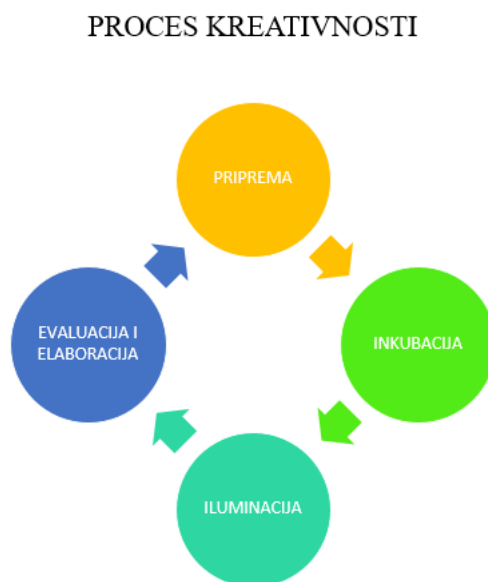 PROCES KREATIVNOSTI
PRIPREMA
INKUBACIJA
ILUMINACIJA
EVALUACIJA I
ELABORACIJA